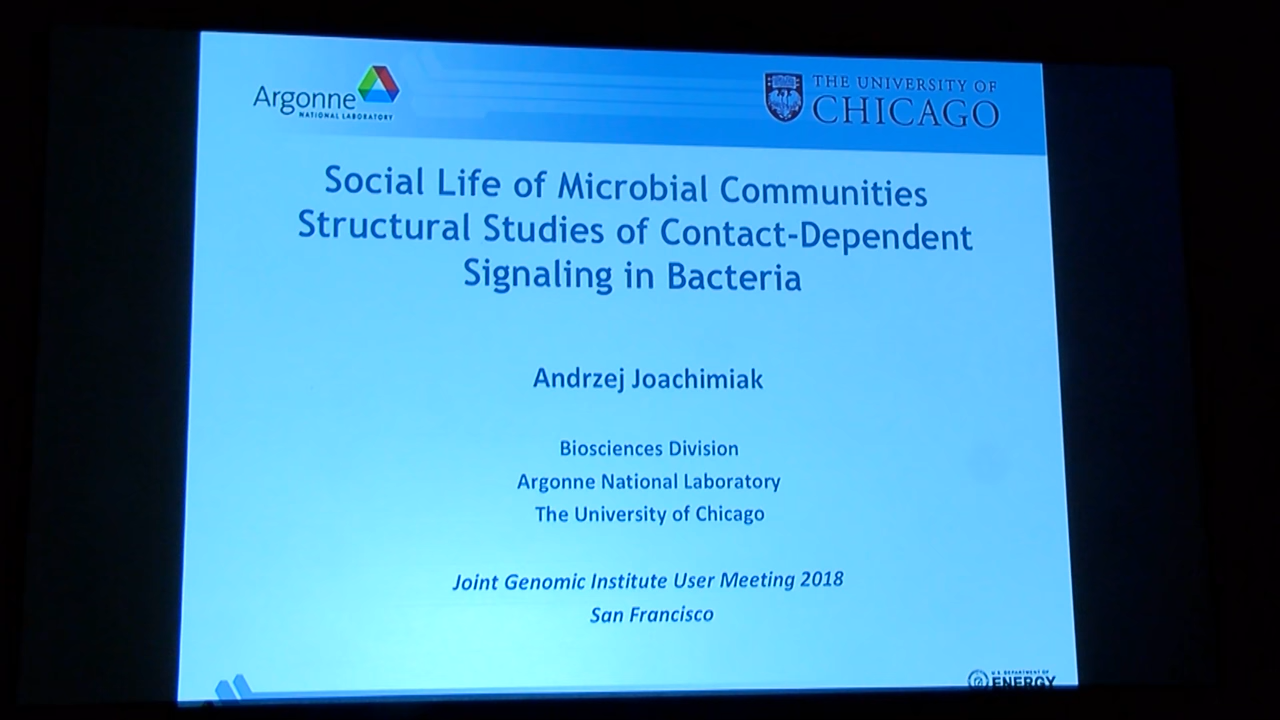 Argonne
NATIONAL LABORATORY
THE UNIVERSITY OF
CHICAGO
Social Life of Microbial Communities
Structural Studies of Contact-Dependent
Signaling in Bacteria
Andrzej Joachimiak
Biosciences Division
Argonne National Laboratory
The University of Chicago
Joint Genomic Institute User Meeting 2018
San Francisco
U.S. DEPARTMENT OF
ENERGY